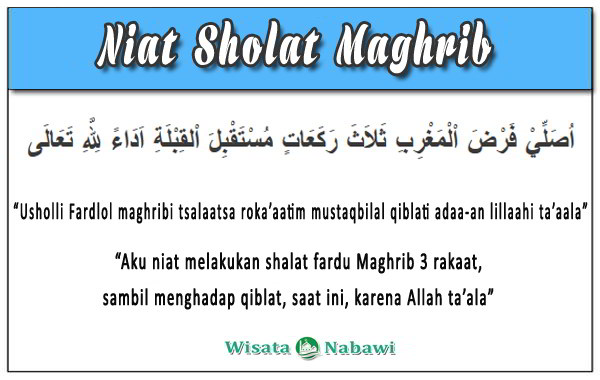 Niat Sholat Maghrib
اُصَلِّيْ فَرْضَ اْلمَغْرِبِ ثَلاَثَ رَكَعَاتٍ مُسْتَقْبِلَ اْلقِبْلَةِ اَدَاءً لِلّٰهِ تَعَالَى
“Usholli Fardlol maghribi tsalaatsa roka’aatim mustaqbilal qiblati adaa-an lillaahi ta’aala”
“Aku niat melakukan shalat fardu Maghrib 3 rakaat,
sambil menghadap qiblat, saat ini, karena Allah ta’ala”
Wisata Nabawi